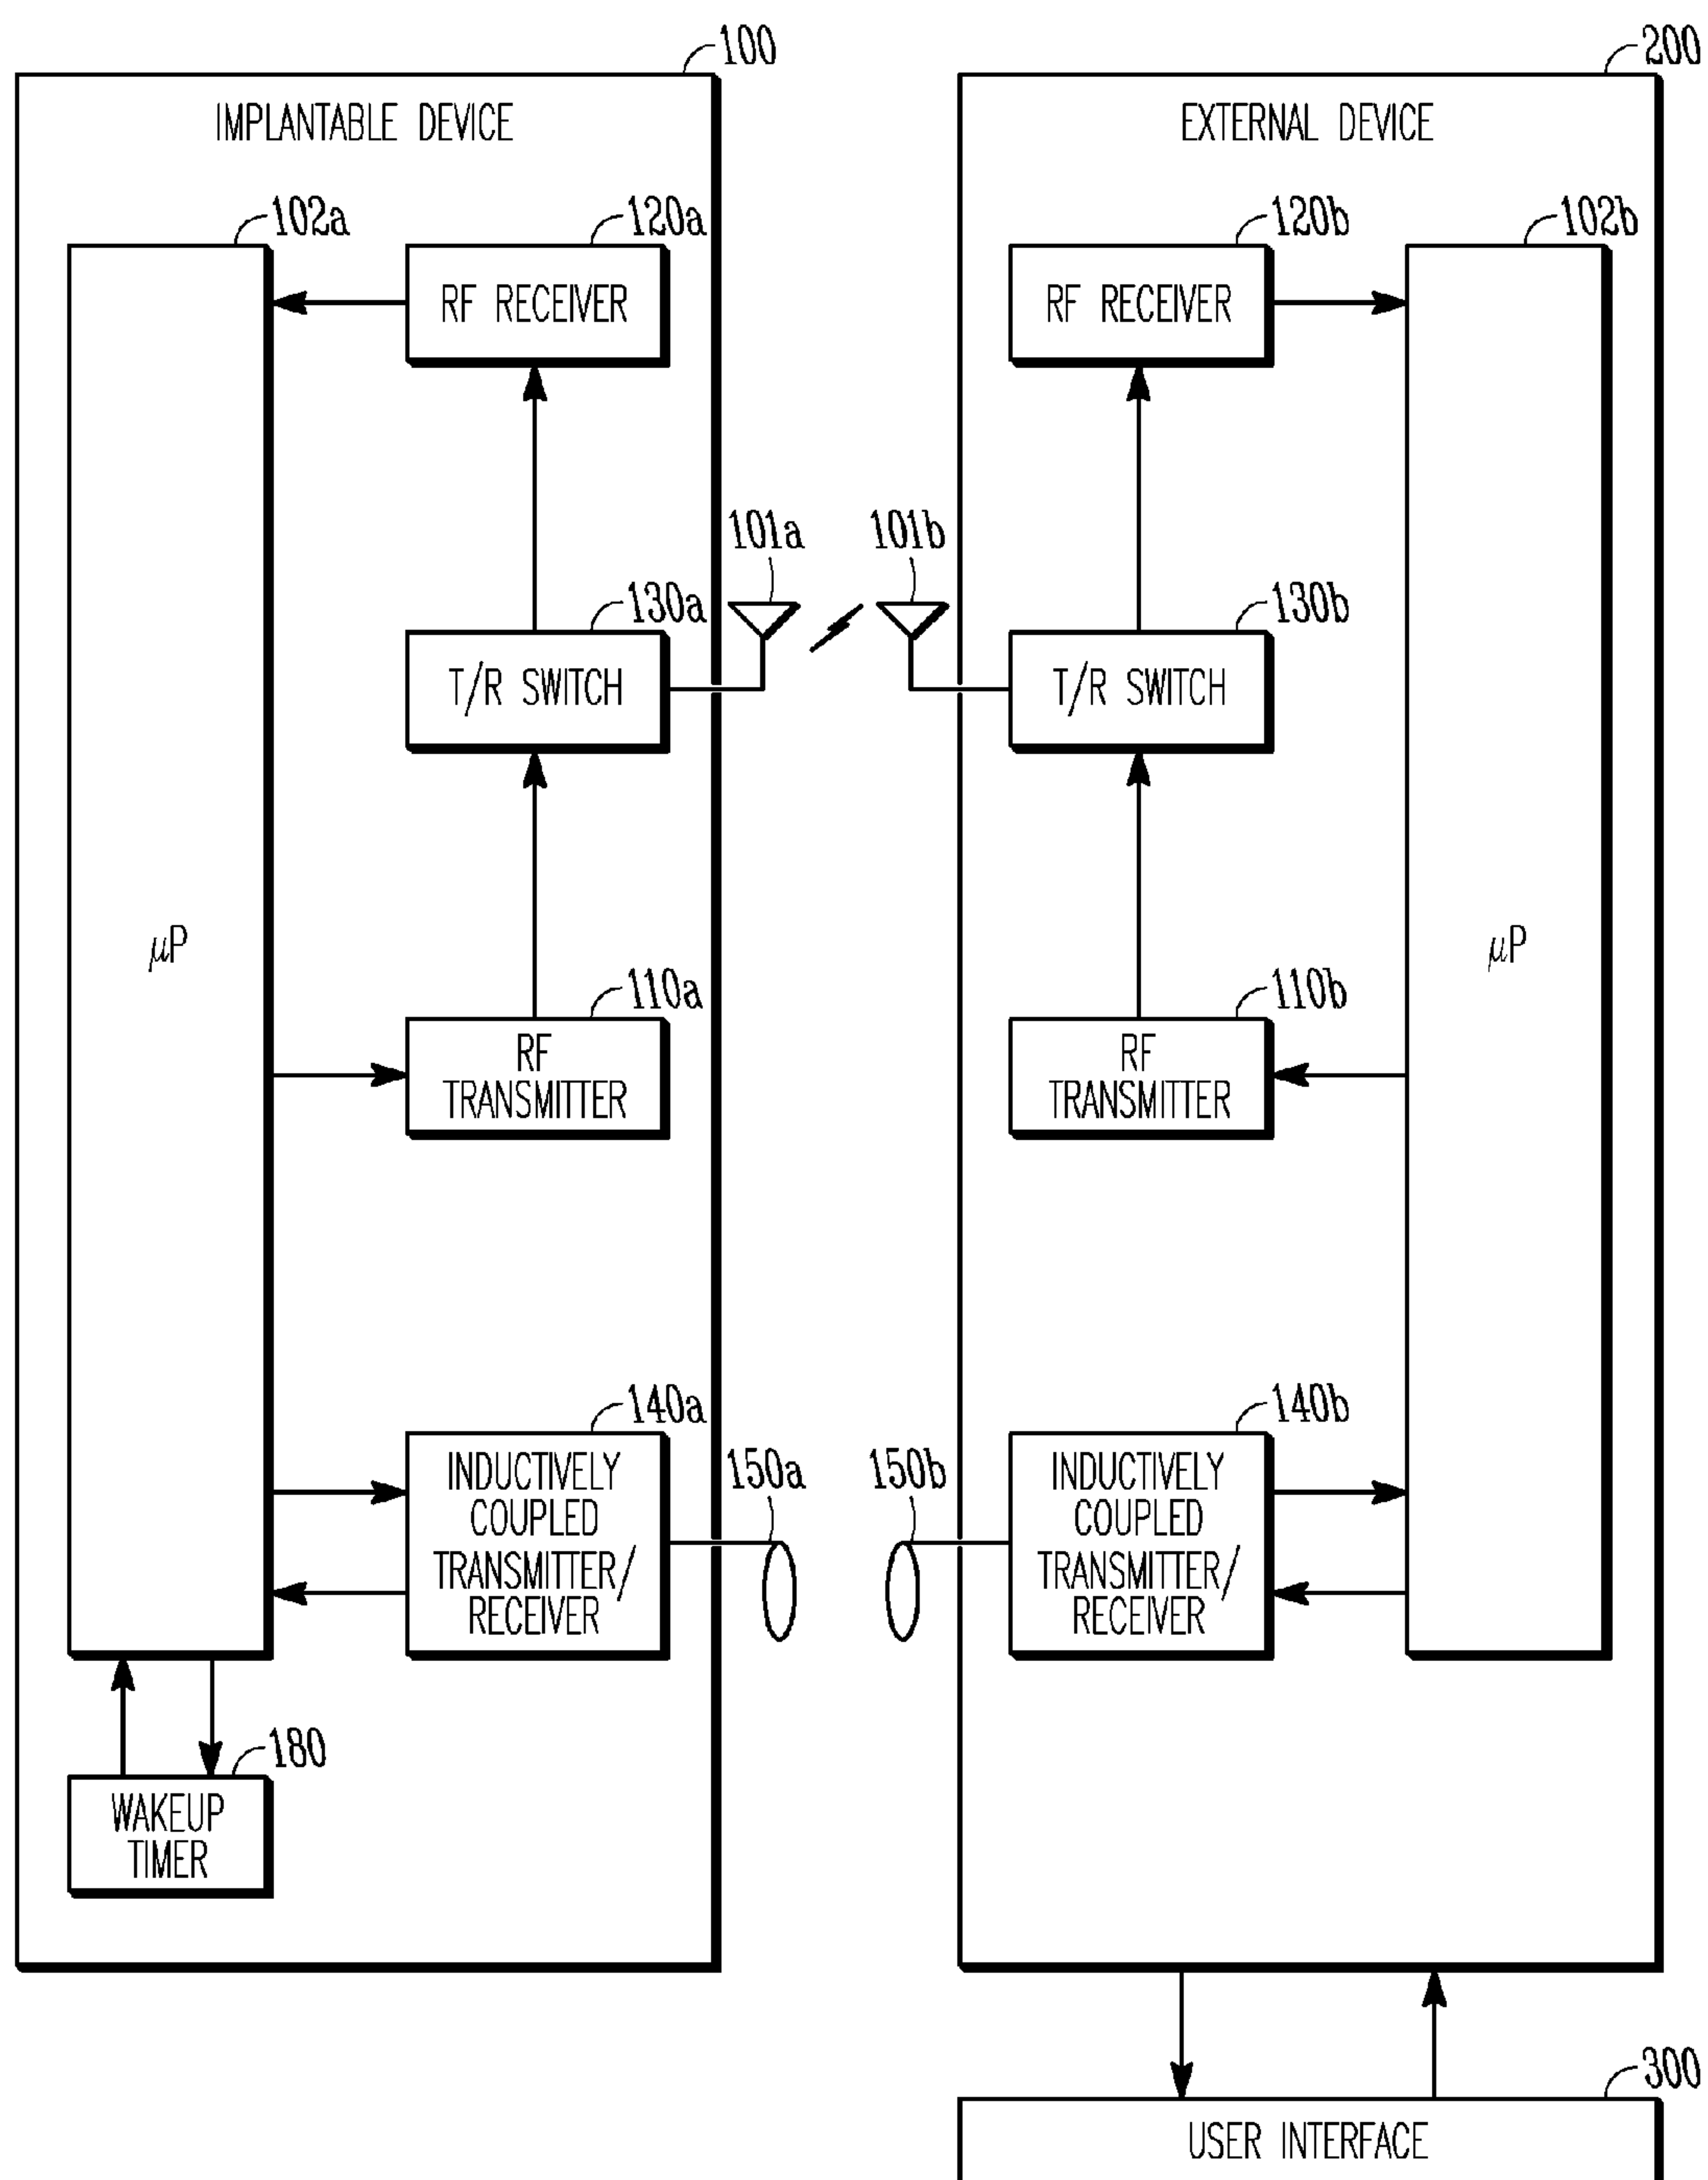 100
200
IMPLANTABLE DEVICE
EXTERNAL DEVICE
102a
120a
120b
102b
RF RECEIVER
RF RECEIVER
101a
101b
130a
130b
T/R SWITCH
T/R SWITCH
μP
μP
110a
110b
RF
TRANSMITTER
RF
TRANSMITTER
140a
140b
INDUCTIVELY
COUPLED
TRANSMITTER/
RECEIVER
150a
150b
INDUCTIVELY
COUPLED
TRANSMITTER/
RECEIVER
180
WAKEUP
TIMER
300
USER INTERFACE